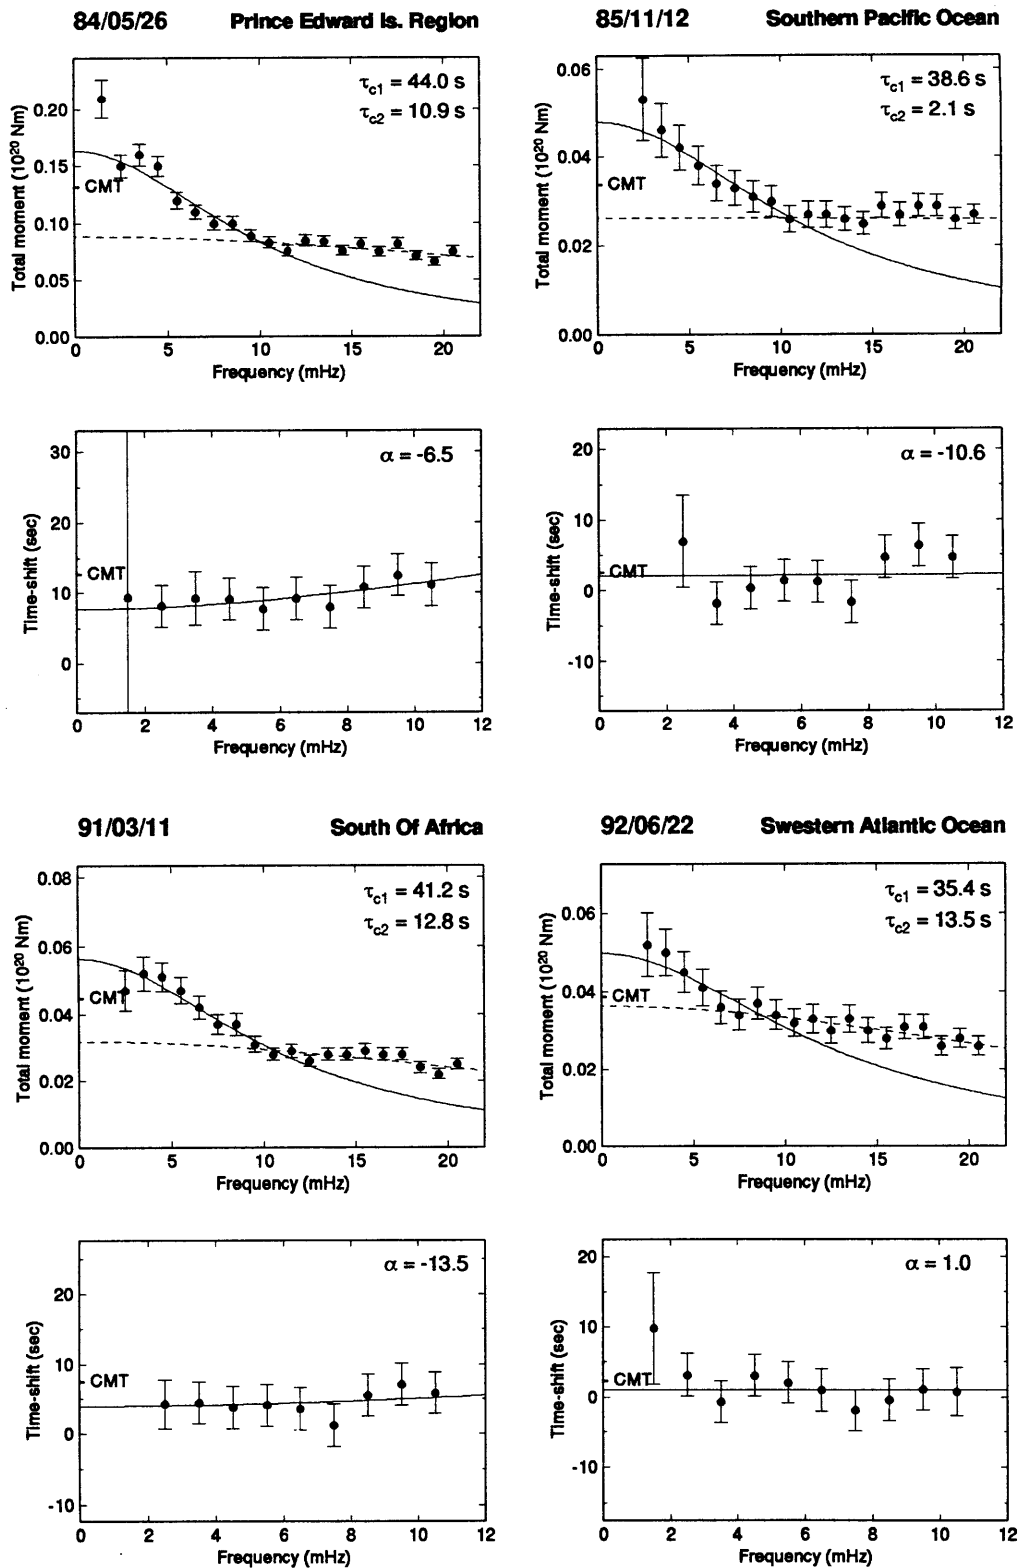 84/05/26 Prince Edward Is. Region
τc1 = 44.0 s
τc2 = 10.9 s
Total moment (10²⁰ Nm)
0.20
0.15
CMT
0.10
0.05
0.00
0 5 10 15 20
Frequency (mHz)
α = -6.5
Time-shift (sec)
30
20
CMT
10
0
0 2 4 6 8 10 12
Frequency (mHz)
85/11/12 Southern Pacific Ocean
τc1 = 38.6 s
τc2 = 2.1 s
Total moment (10²⁰ Nm)
0.06
0.04
CMT
0.02
0.00
0 5 10 15 20
Frequency (mHz)
α = -10.6
Time-shift (sec)
20
10
CMT
0
-10
0 2 4 6 8 10 12
Frequency (mHz)
91/03/11 South Of Africa
τc1 = 41.2 s
τc2 = 12.8 s
Total moment (10²⁰ Nm)
0.08
0.06
CMT
0.04
0.02
0.00
0 5 10 15 20
Frequency (mHz)
α = -13.5
Time-shift (sec)
20
10
CMT
0
-10
0 2 4 6 8 10 12
Frequency (mHz)
92/06/22 Swestern Atlantic Ocean
τc1 = 35.4 s
τc2 = 13.5 s
Total moment (10²⁰ Nm)
0.06
0.04
CMT
0.02
0.00
0 5 10 15 20
Frequency (mHz)
α = 1.0
Time-shift (sec)
20
10
CMT
0
-10
0 2 4 6 8 10 12
Frequency (mHz)